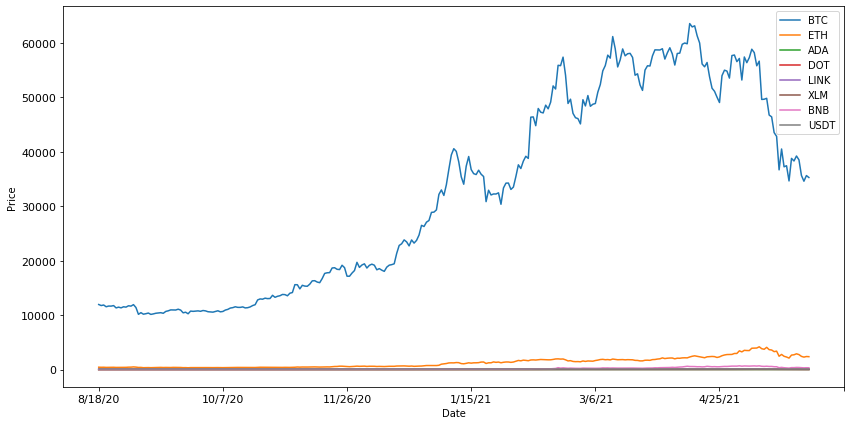 BTC
ETH
ADA
DOT
LINK
XLM
BNB
USDT
Price
60000
50000
40000
30000
20000
10000
0
8/18/20 10/7/20 11/26/20 1/15/21 3/6/21 4/25/21
Date